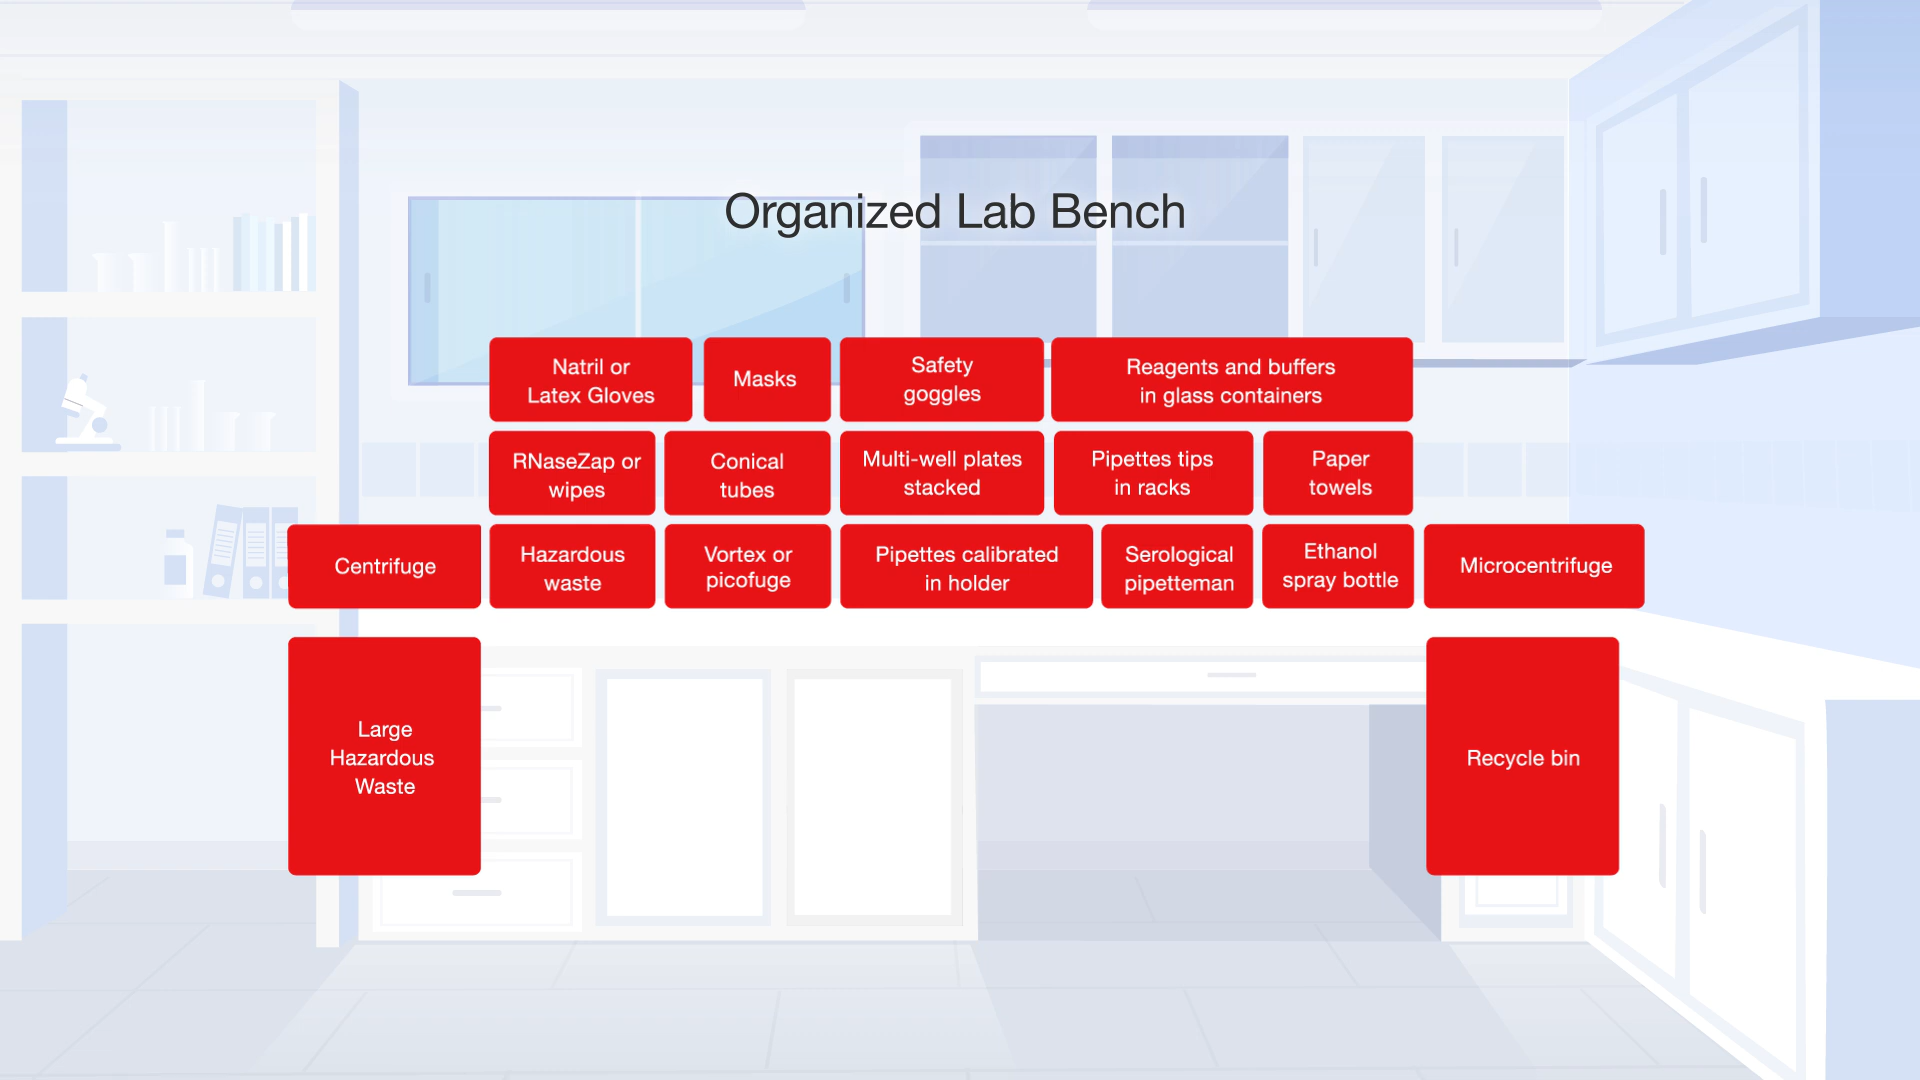 Organized Lab Bench
Natril or
Latex Gloves
Masks
Safety
goggles
Reagents and buffers
in glass containers
RNaseZap or
wipes
Conical
tubes
Multi-well plates
stacked
Pipettes tips
in racks
Paper
towels
Centrifuge
Hazardous
waste
Vortex or
picofuge
Pipettes calibrated
in holder
Serological
pipetteman
Ethanol
spray bottle
Microcentrifuge
Large
Hazardous
Waste
Recycle bin